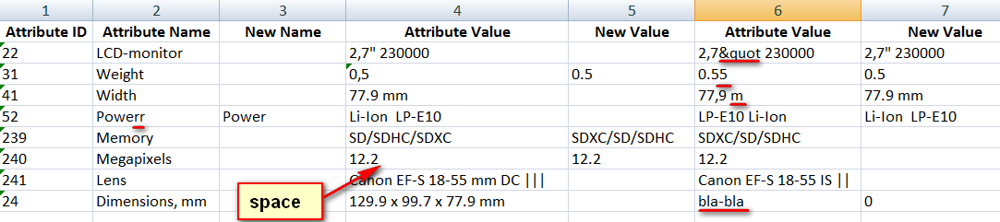 1 2 3 4 5 6 7
Attribute ID Attribute Name New Name Attribute Value New Value Attribute Value New Value
22 LCD-monitor 2,7" 230000 2,7&quot 230000 2,7" 230000
31 Weight 0,5 0.5 0.55 0.5
41 Width 77.9 mm 77,9 m 77.9 mm
52 Powerr Power Li-Ion  LP-E10 LP-E10 Li-Ion Li-Ion  LP-E10
239 Memory SD/SDHC/SDXC SDXC/SD/SDHC SDXC/SD/SDHC
240 Megapixels 12.2 12.2 12.2
241 Lens Canon EF-S 18-55 mm DC ||| Canon EF-S 18-55 IS ||
24 Dimensions, mm 129.9 x 99.7 x 77.9 mm bla-bla 0
space